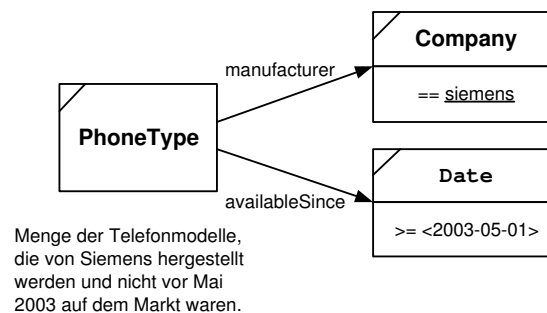 Company
manufacturer
== siemens
PhoneType
Date
availableSince
>= <2003-05-01>
Menge der Telefonmodelle,
die von Siemens hergestellt
werden und nicht vor Mai
2003 auf dem Markt waren.